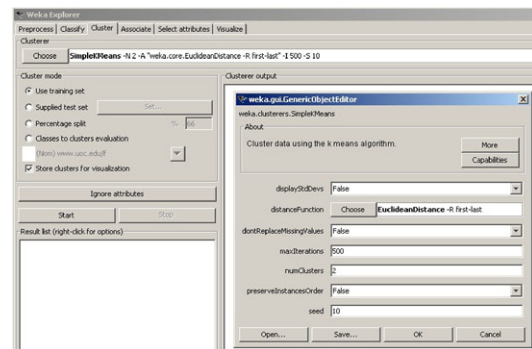 Weka Explorer
Preprocess Classify Cluster Associate Select attributes Visualize
Clusterer
Choose SimpleKMeans -N 2 -A "weka.core.EuclideanDistance -R first-last" -I 500 -S 10
Cluster mode
Use training set
Supplied test set Set...
Percentage split % 66
Classes to clusters evaluation
(Nom) www.uoc.edu
Store clusters for visualization
Ignore attributes
Start Stop
Result list (right-click for options)
Clusterer output
weka.gui.GenericObjectEditor
weka.clusterers.SimpleKMeans
About
Cluster data using the k means algorithm.
More
Capabilities
displayStdDevs False
distanceFunction Choose EuclideanDistance -R first-last
dontReplaceMissingValues False
maxIterations 500
numClusters 2
preserveInstancesOrder False
seed 10
Open... Save... OK Cancel